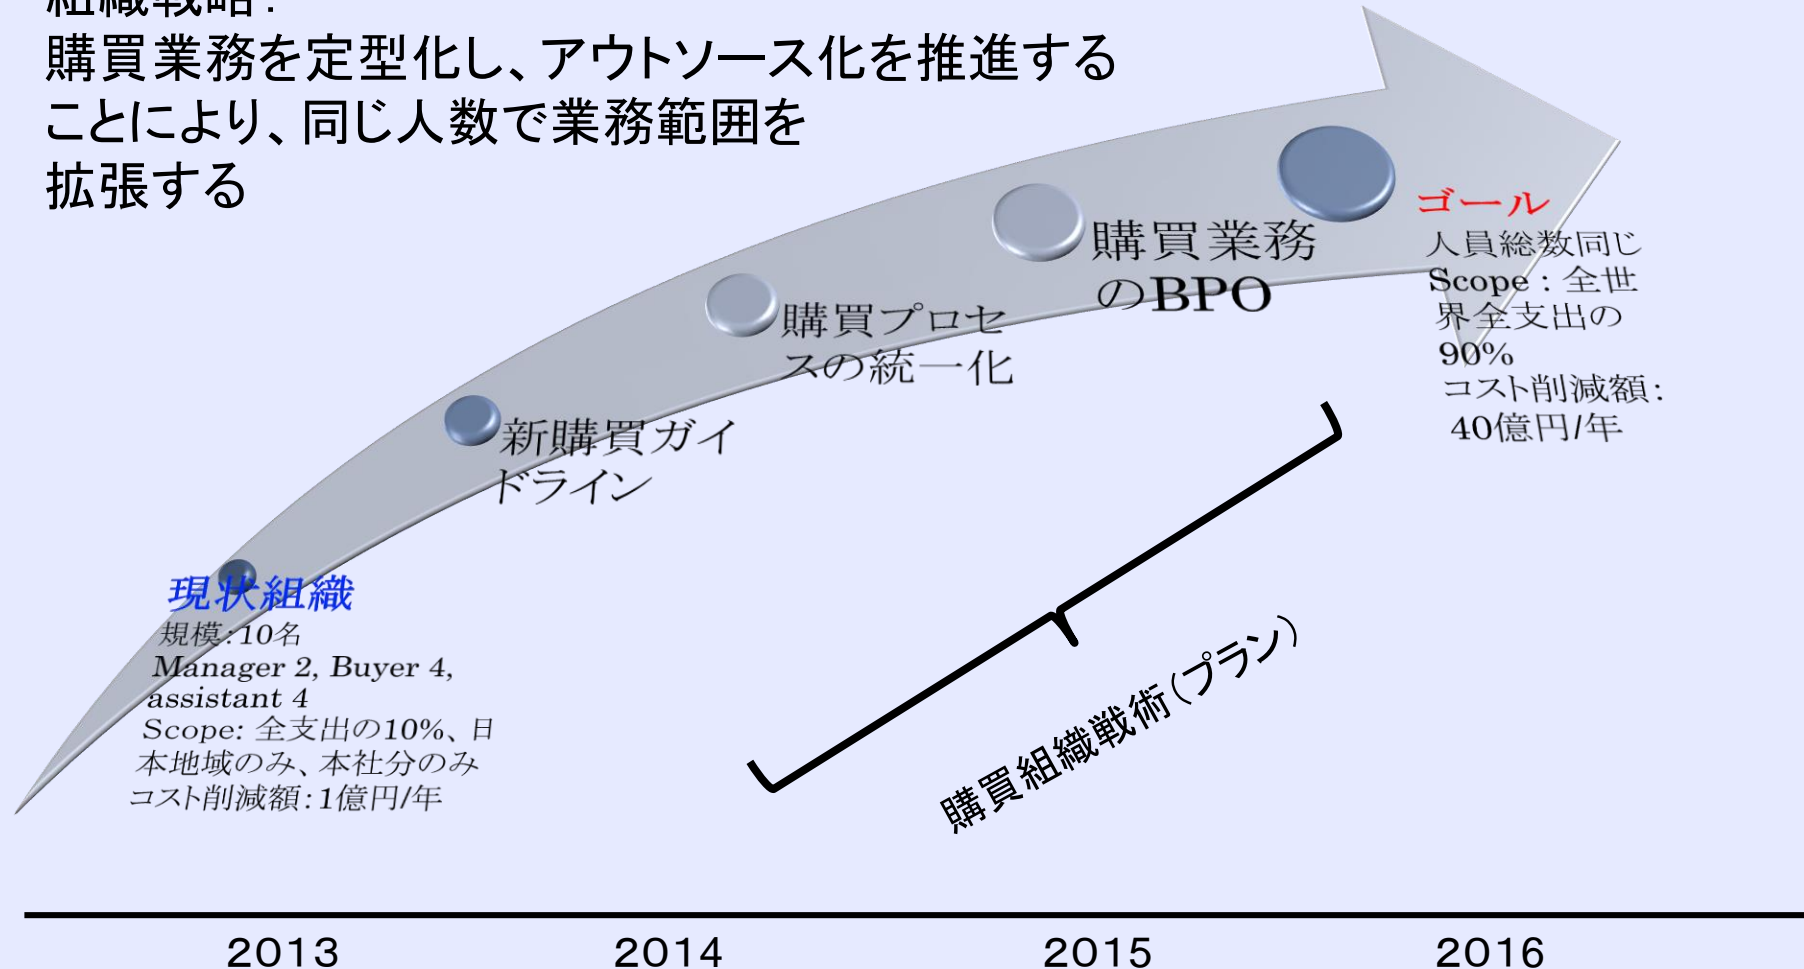 組織戦略：
購買業務を定型化し、アウトソース化を推進する
ことにより、同じ人数で業務範囲を
拡張する
ゴール
人員総数同じ
Scope : 全世
界全支出の
90%
コスト削減額：
40億円/年
購買業務
のBPO
購買プロセ
スの統一化
新購買ガイ
ドライン
現状組織
規模：10名
Manager 2, Buyer 4,
assistant 4
Scope: 全支出の10%、日
本地域のみ、本社分のみ
コスト削減額：1億円/年
購買組織戦術（プラン）
2013
2014
2015
2016